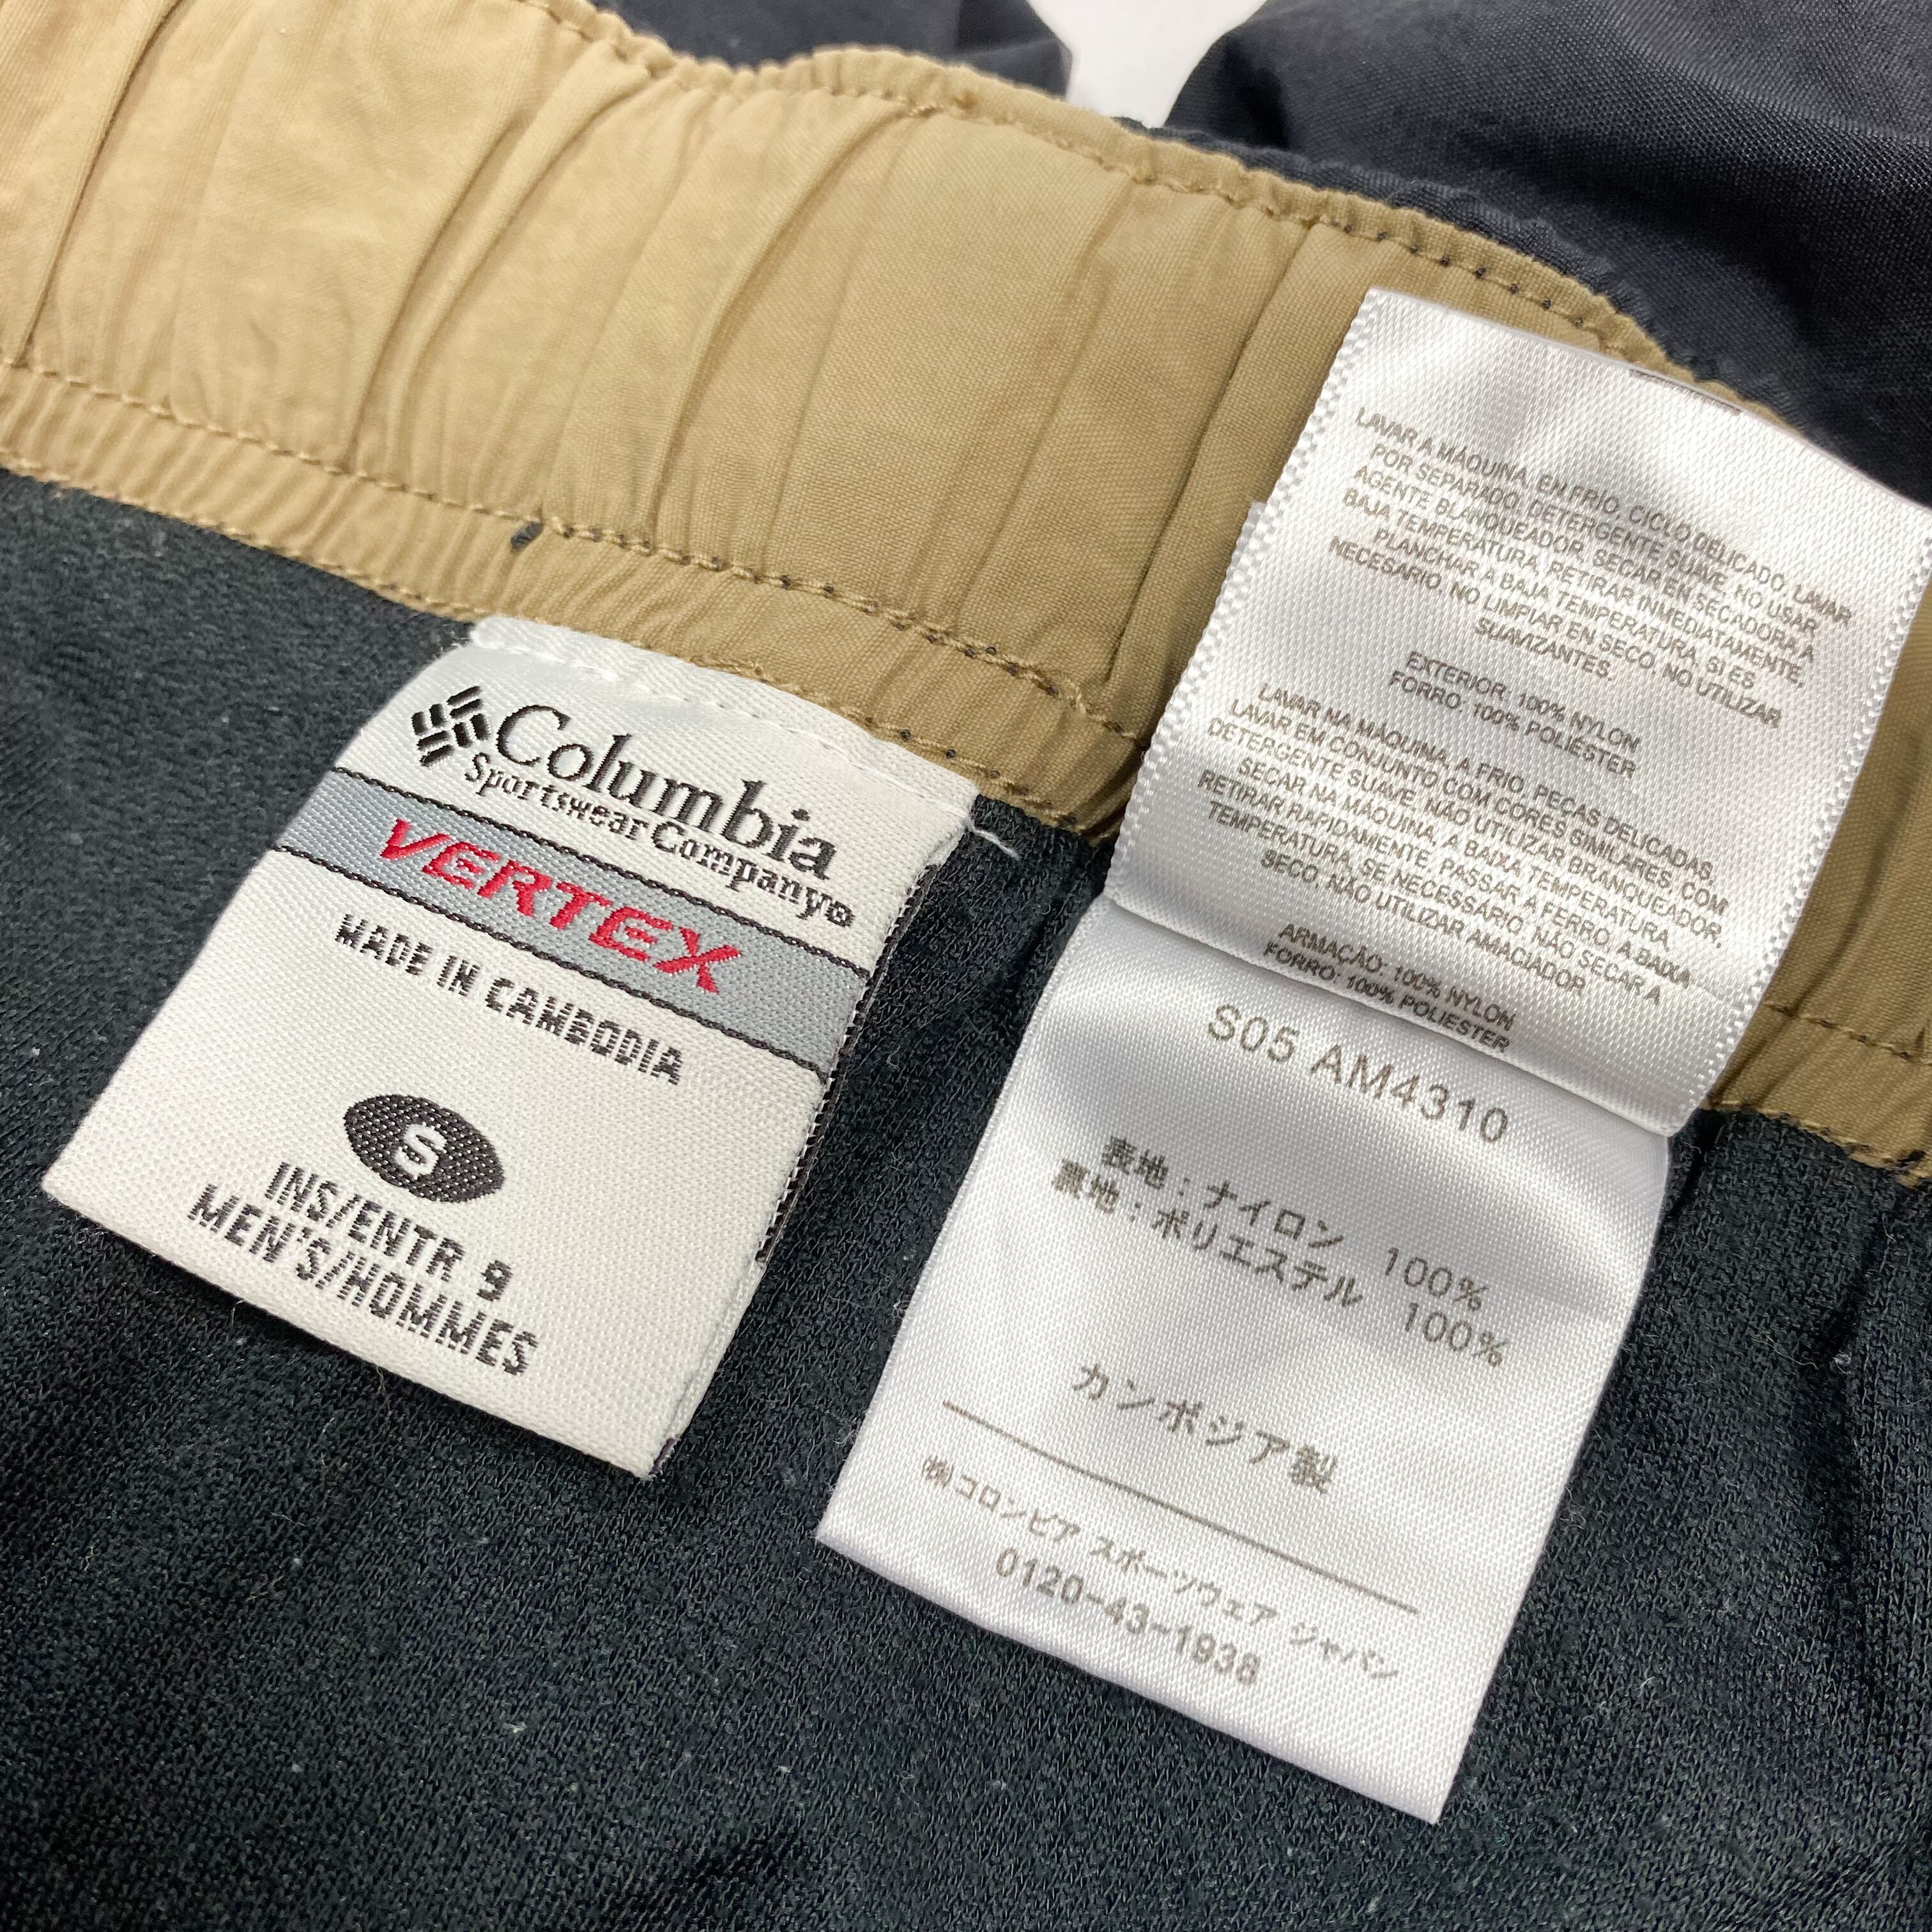 Columbia
Sportswear Company®
VERTEX
MADE IN CAMBODIA
S
INS/ENTR 9
MEN'S/HOMMES
LAVAR A MÁQUINA, EN FRIO, CICLO DELICADO. LAVAR
POR SEPARADO, DETERGENTE SUAVE, NO USAR
AGENTE BLANQUEADOR, SECAR EN SECADORA A
BAJA TEMPERATURA, RETIRAR INMEDIATAMENTE,
PLANCHAR A BAJA TEMPERATURA, SI ES
NECESARIO. NO LIMPIAR EN SECO. NO UTILIZAR
SUAVIZANTES.
EXTERIOR: 100% NYLON
FORRO: 100% POLIÉSTER
LAVAR NA MÁQUINA, A FRIO, PEÇAS DELICADAS,
LAVAR EM CONJUNTO COM CORES SIMILARES, COM
DETERGENTE SUAVE, NÃO UTILIZAR BRANQUEADOR,
SECAR NA MÁQUINA, A BAIXA TEMPERATURA,
RETIRAR RAPIDAMENTE, PASSAR A FERRO, A BAIXA
TEMPERATURA, SE NECESSÁRIO, NÃO SECAR A
SECO, NÃO UTILIZAR AMACIADOR
ARMAÇÃO: 100% NYLON
FORRO: 100% POLIESTER
S05 AM4310
表地：ナイロン 100%
裏地：ポリエステル 100%
カンボジア製
㈱コロンビア スポーツウェア ジャパン
0120-43-1938